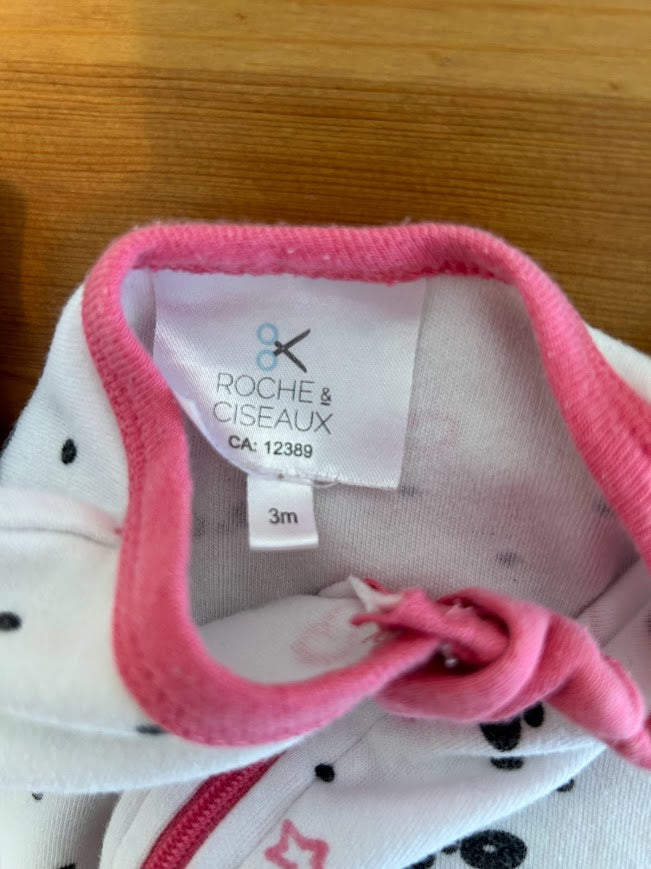 ROCHE &
CISEAUX
CA: 12389
3m